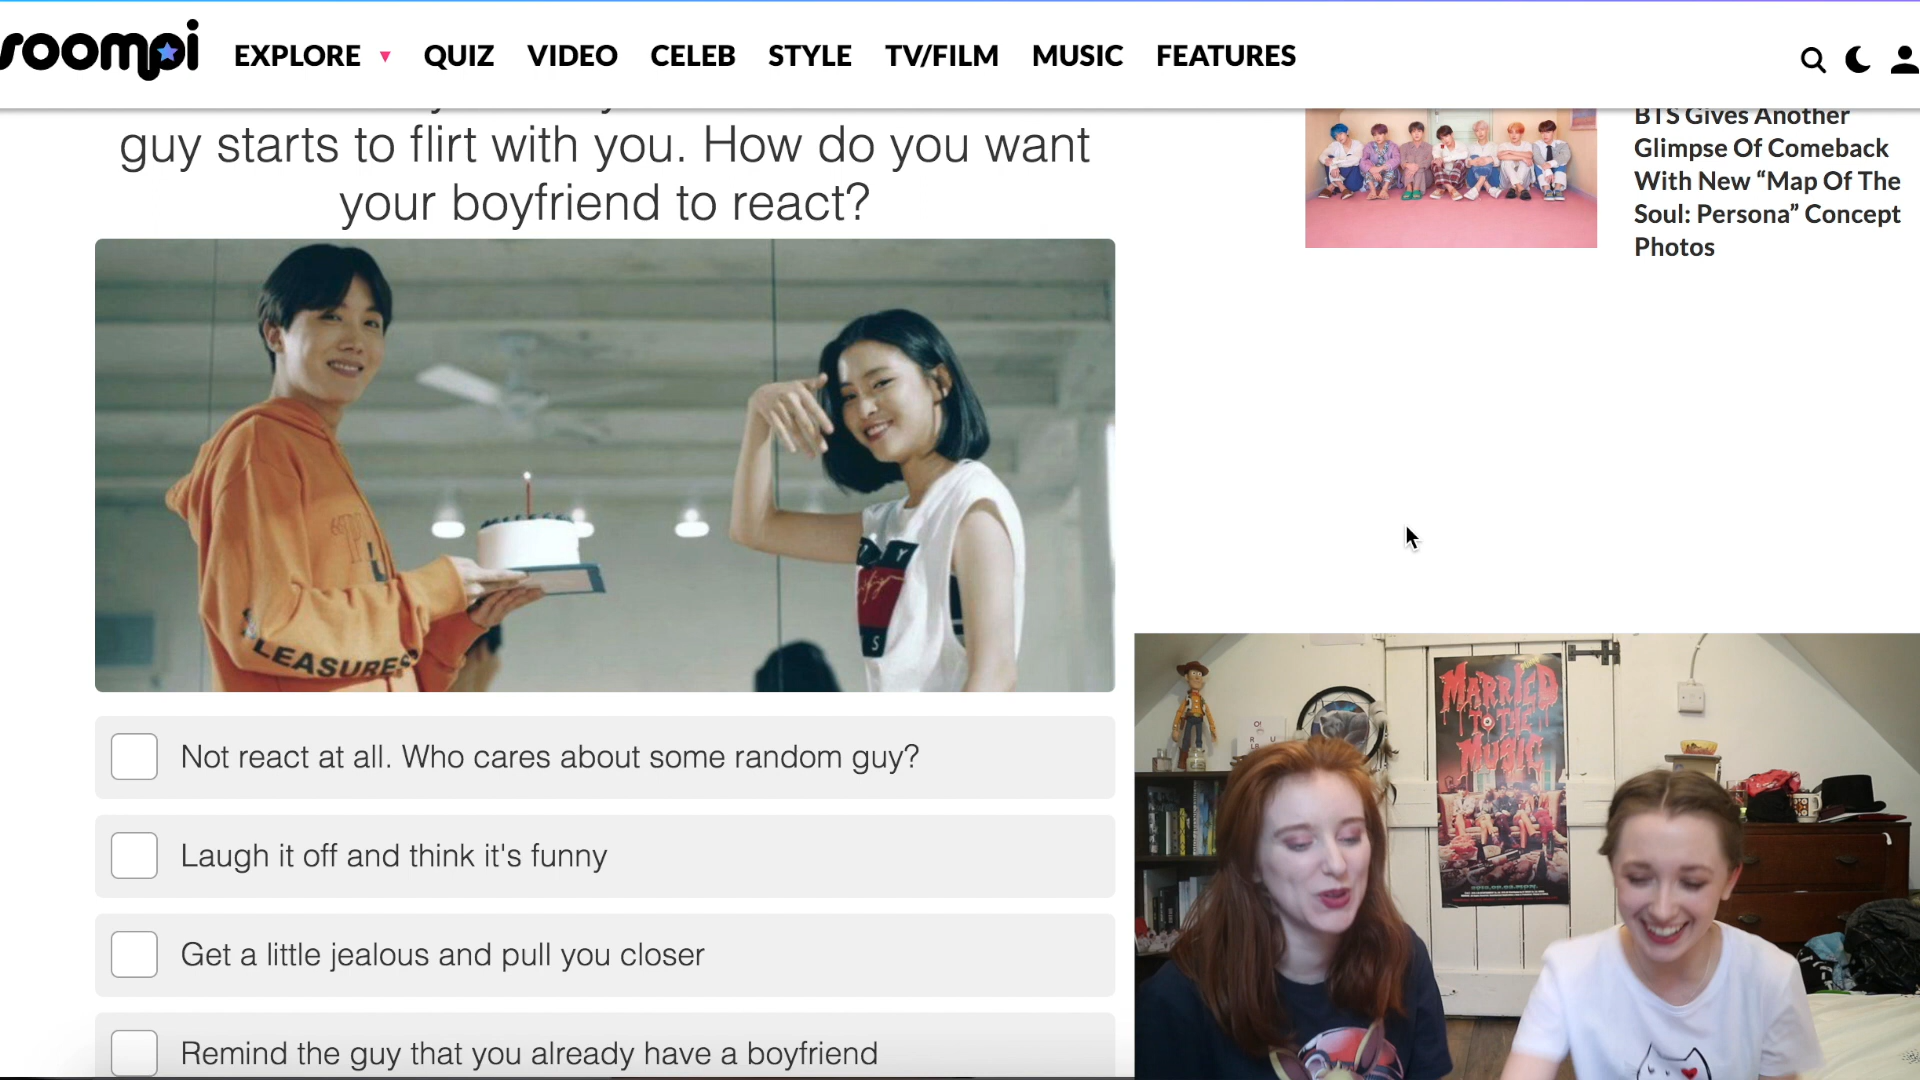 soompi
EXPLORE ▼ QUIZ VIDEO CELEB STYLE TV/FILM MUSIC FEATURES
guy starts to flirt with you. How do you want
your boyfriend to react?
BTS Gives Another
Glimpse Of Comeback
With New “Map Of The
Soul: Persona” Concept
Photos
LEASURES
Not react at all. Who cares about some random guy?
Laugh it off and think it's funny
Get a little jealous and pull you closer
Remind the guy that you already have a boyfriend
MARRIED
TO THE
MUSIC